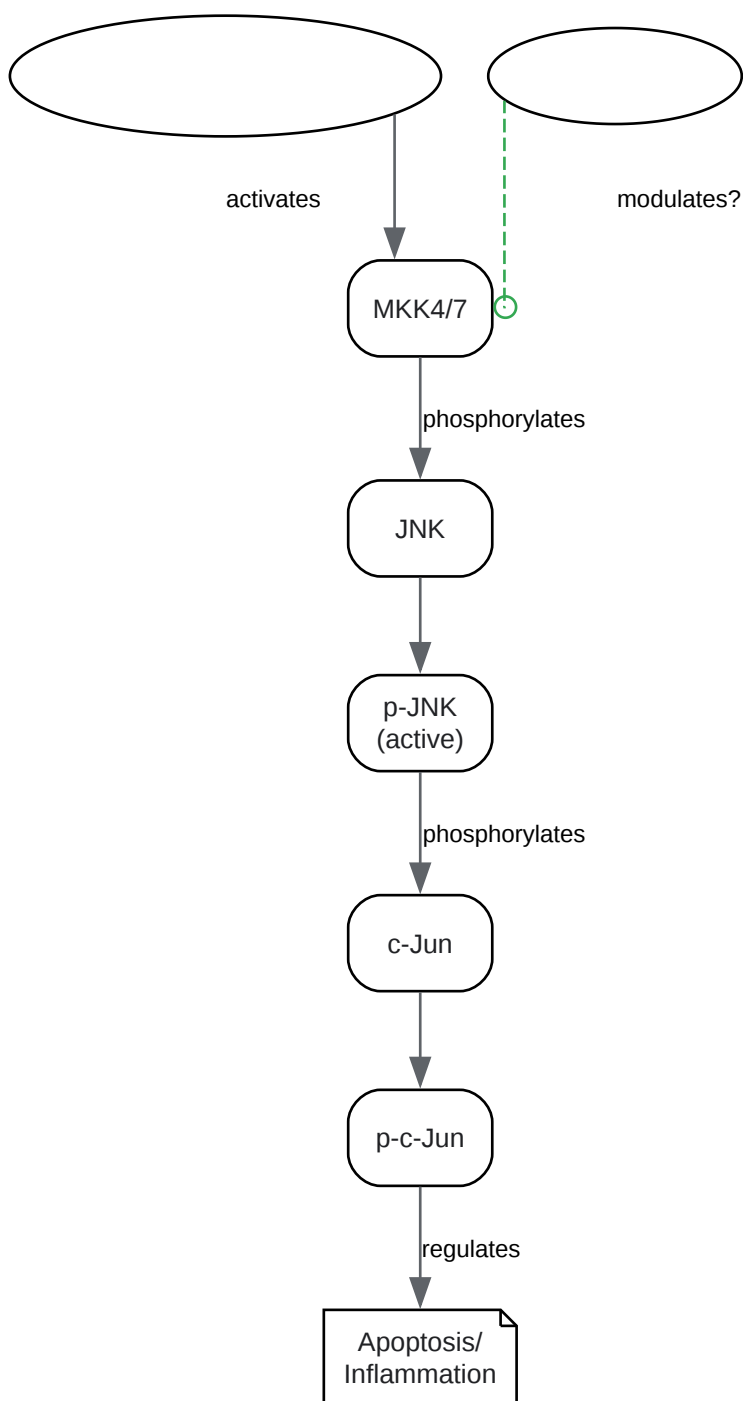 activates
modulates?
MKK4/7
phosphorylates
JNK
p-JNK
(active)
phosphorylates
c-Jun
p-c-Jun
regulates
Apoptosis/
Inflammation